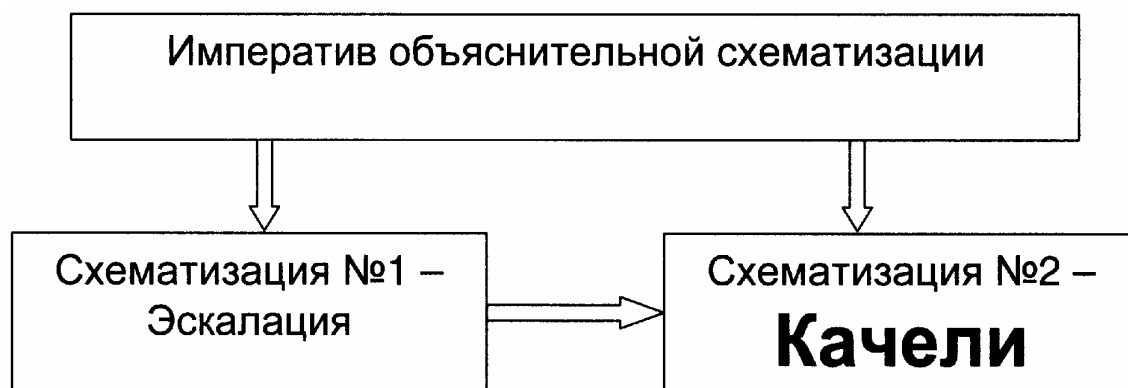 Императив объяснительной схематизации
Схематизация №1 –
Эскалация
Схематизация №2 –
Качели